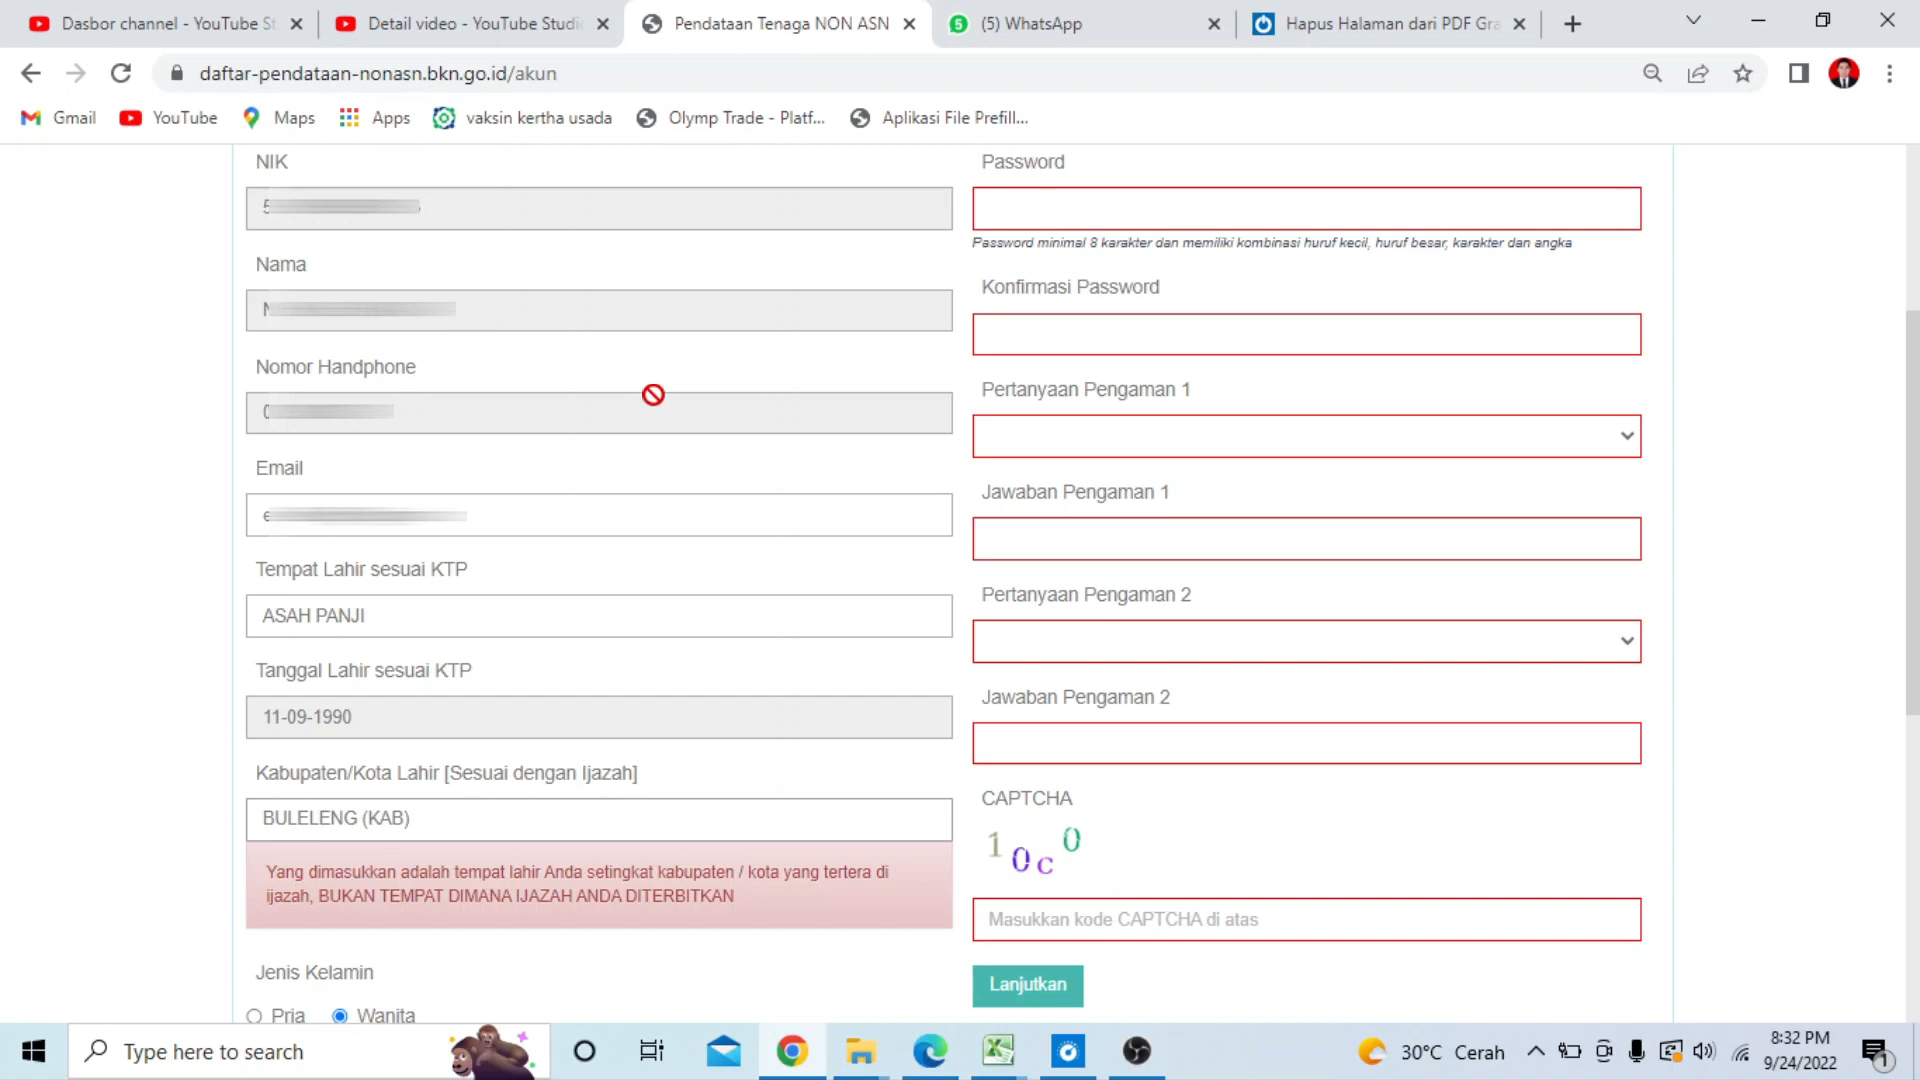 Dasbor channel - YouTube St
Detail video - YouTube Studio
Pendataan Tenaga NON ASN
(5) WhatsApp
Hapus Halaman dari PDF Gra
daftar-pendataan-nonasn.bkn.go.id/akun
Gmail
YouTube
Maps
Apps
vaksin kertha usada
Olymp Trade - Platf...
Aplikasi File Prefill...
NIK
Nama
Nomor Handphone
Email
Tempat Lahir sesuai KTP
ASAH PANJI
Tanggal Lahir sesuai KTP
11-09-1990
Kabupaten/Kota Lahir [Sesuai dengan Ijazah]
BULELENG (KAB)
Yang dimasukkan adalah tempat lahir Anda setingkat kabupaten / kota yang tertera di
ijazah, BUKAN TEMPAT DIMANA IJAZAH ANDA DITERBITKAN
Jenis Kelamin
Pria Wanita
Password
Password minimal 8 karakter dan memiliki kombinasi huruf kecil, huruf besar, karakter dan angka
Konfirmasi Password
Pertanyaan Pengaman 1
Jawaban Pengaman 1
Pertanyaan Pengaman 2
Jawaban Pengaman 2
CAPTCHA
10c0
Masukkan kode CAPTCHA di atas
Lanjutkan
Type here to search
30°C Cerah
8:32 PM
9/24/2022
1